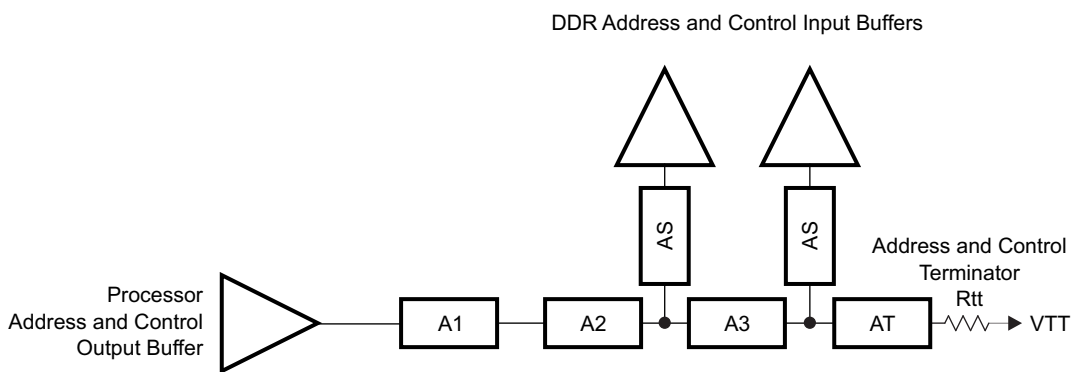 DDR Address and Control Input Buffers
AS
AS
Address and Control
Terminator
Rtt
Processor
Address and Control
Output Buffer
A1
A2
A3
AT
VTT